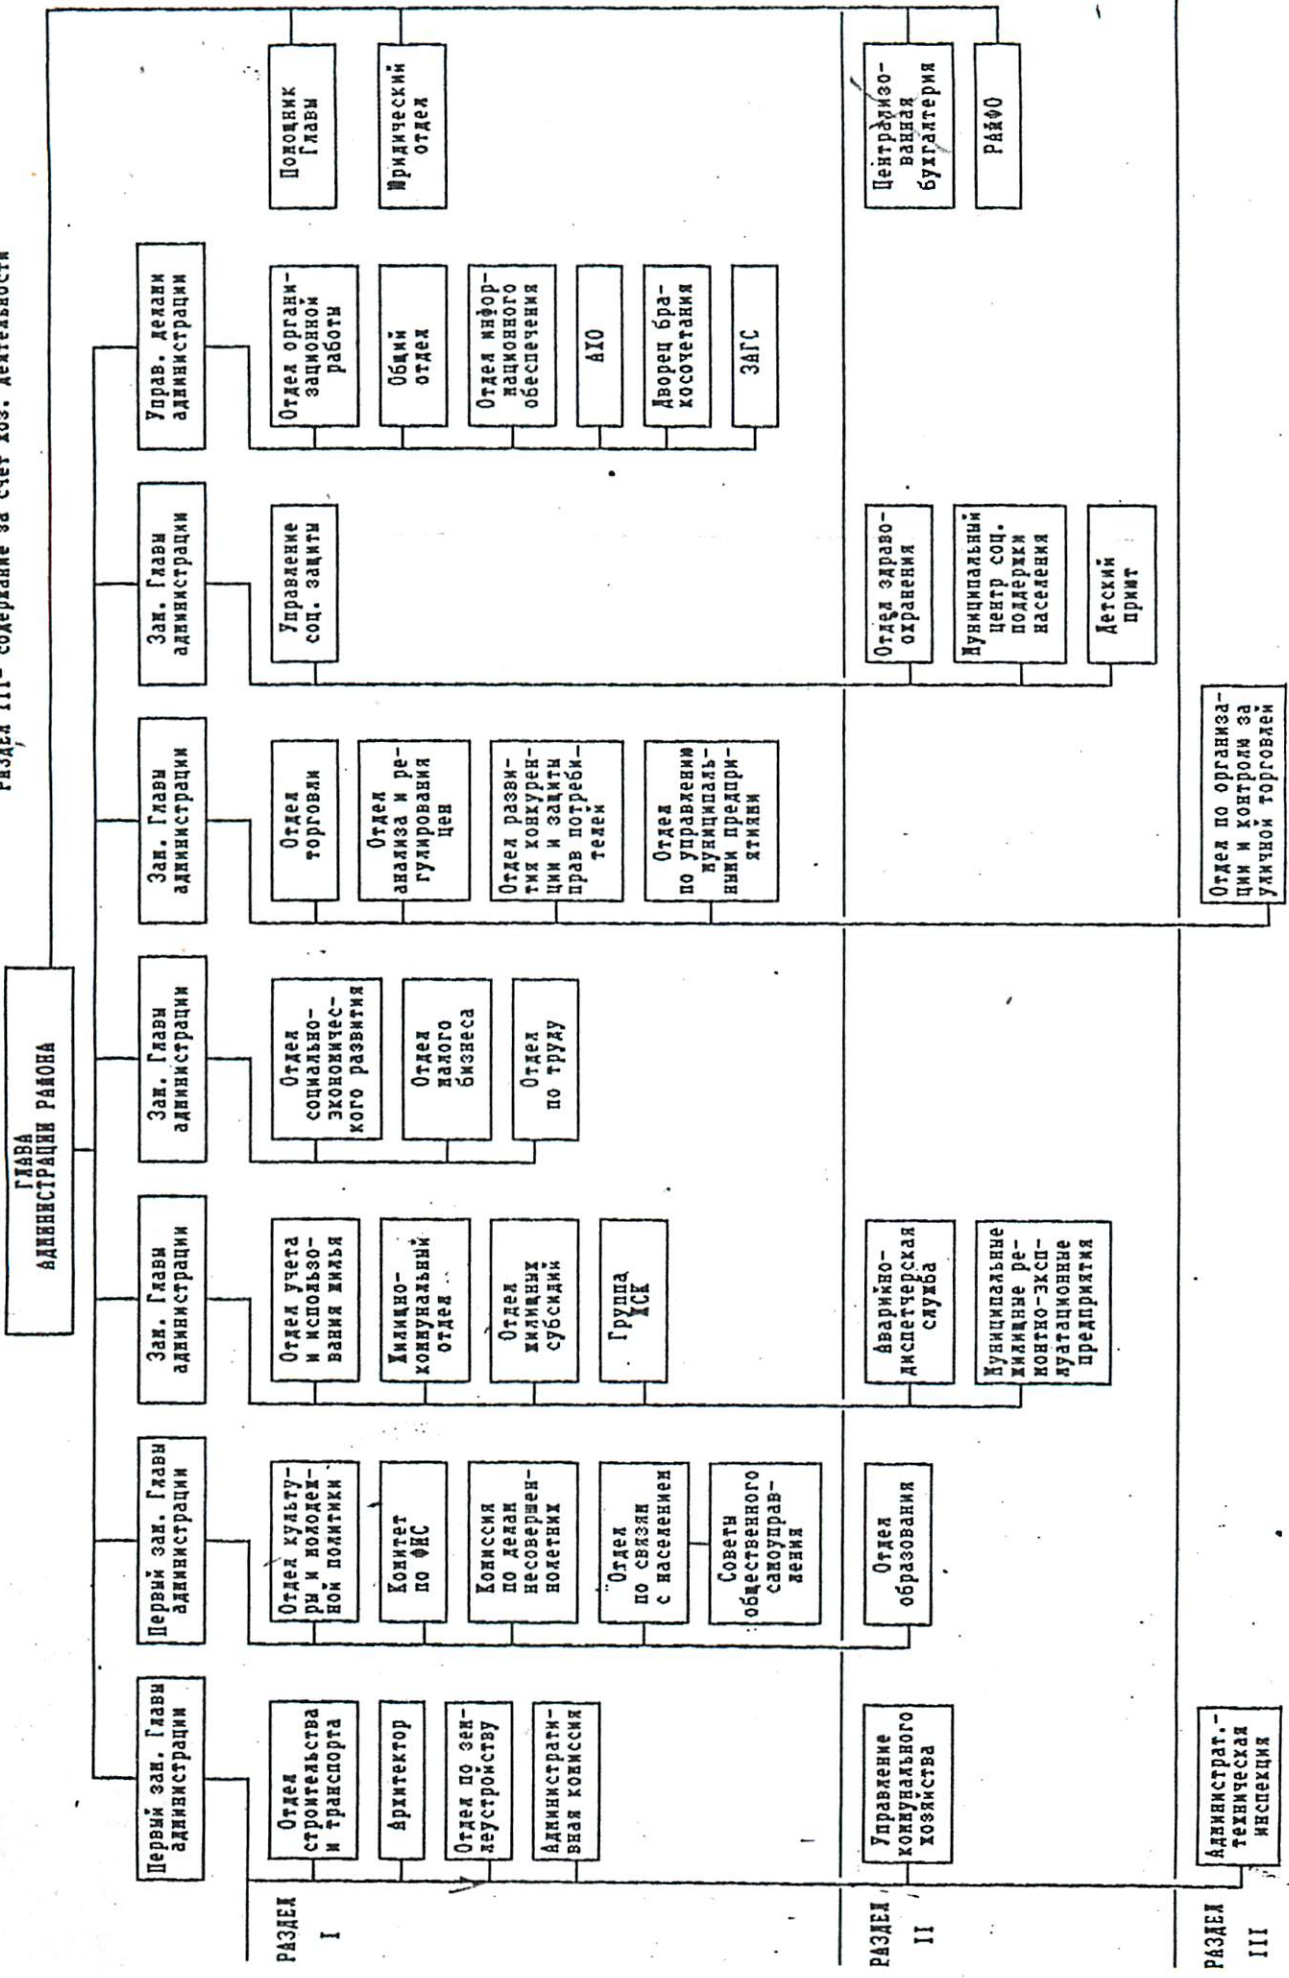 РАЗДЕЛ III- содержание за счет хоз. деятельности
ГЛАВА
АДМИНИСТРАЦИИ РАЙОНА
Первый зам. Главы
администрации
Первый зам. Главы
администрации
Зам. Главы
администрации
Зам. Главы
администрации
Зам. Главы
администрации
Зам. Главы
администрации
Управ. делами
администрации
РАЗДЕЛ
I
Отдел
строительства
и транспорта
Архитектор
Отдел по зем-
леустройству
Административ-
вная комиссия
Отдел культу-
ры и молодеж-
ной политики
Комитет
по ФИС
Комиссия
по делам
несовершен-
нолетних
Отдел
по связям
с населением
Советы
общественного
самоуправ-
ления
Отдел учета
и использо-
вания жилья
Жилищно-
коммунальный
отдел
Отдел
жилищных
субсидий
Группа
ЖСК
Отдел
социально-
экономичес-
кого развития
Отдел
малого
бизнеса
Отдел
по труду
Отдел
торговли
Отдел
анализа и ре-
гулирования
цен
Отдел разви-
тия конкурен-
ции и защиты
прав потреби-
телей
Отдел
по управлению
муниципаль-
ными предпри-
ятиями
Управление
соц. защиты
Отдел органи-
зационной
работы
Общий
отдел
Отдел инфор-
мационного
обеспечения
АХО
Дворец бра-
косочетания
ЗАГС
Помощник
Главы
Юридический
отдел
РАЗДЕЛ
II
Управление
коммунального
хозяйства
Отдел
образования
Аварийно-
диспетчерская
служба
Муниципальные
жилищные ре-
монтно-эксп-
луатационные
предприятия
Отдел здраво-
охранения
Муниципальный
центр соц.
поддержки
населения
Детский
приют
Централизо-
ванная
бухгалтерия
РАЙФО
РАЗДЕЛ
III
Администрат.-
техническая
инспекция
Отдел по организа-
ции и контролю за
уличной торговлей